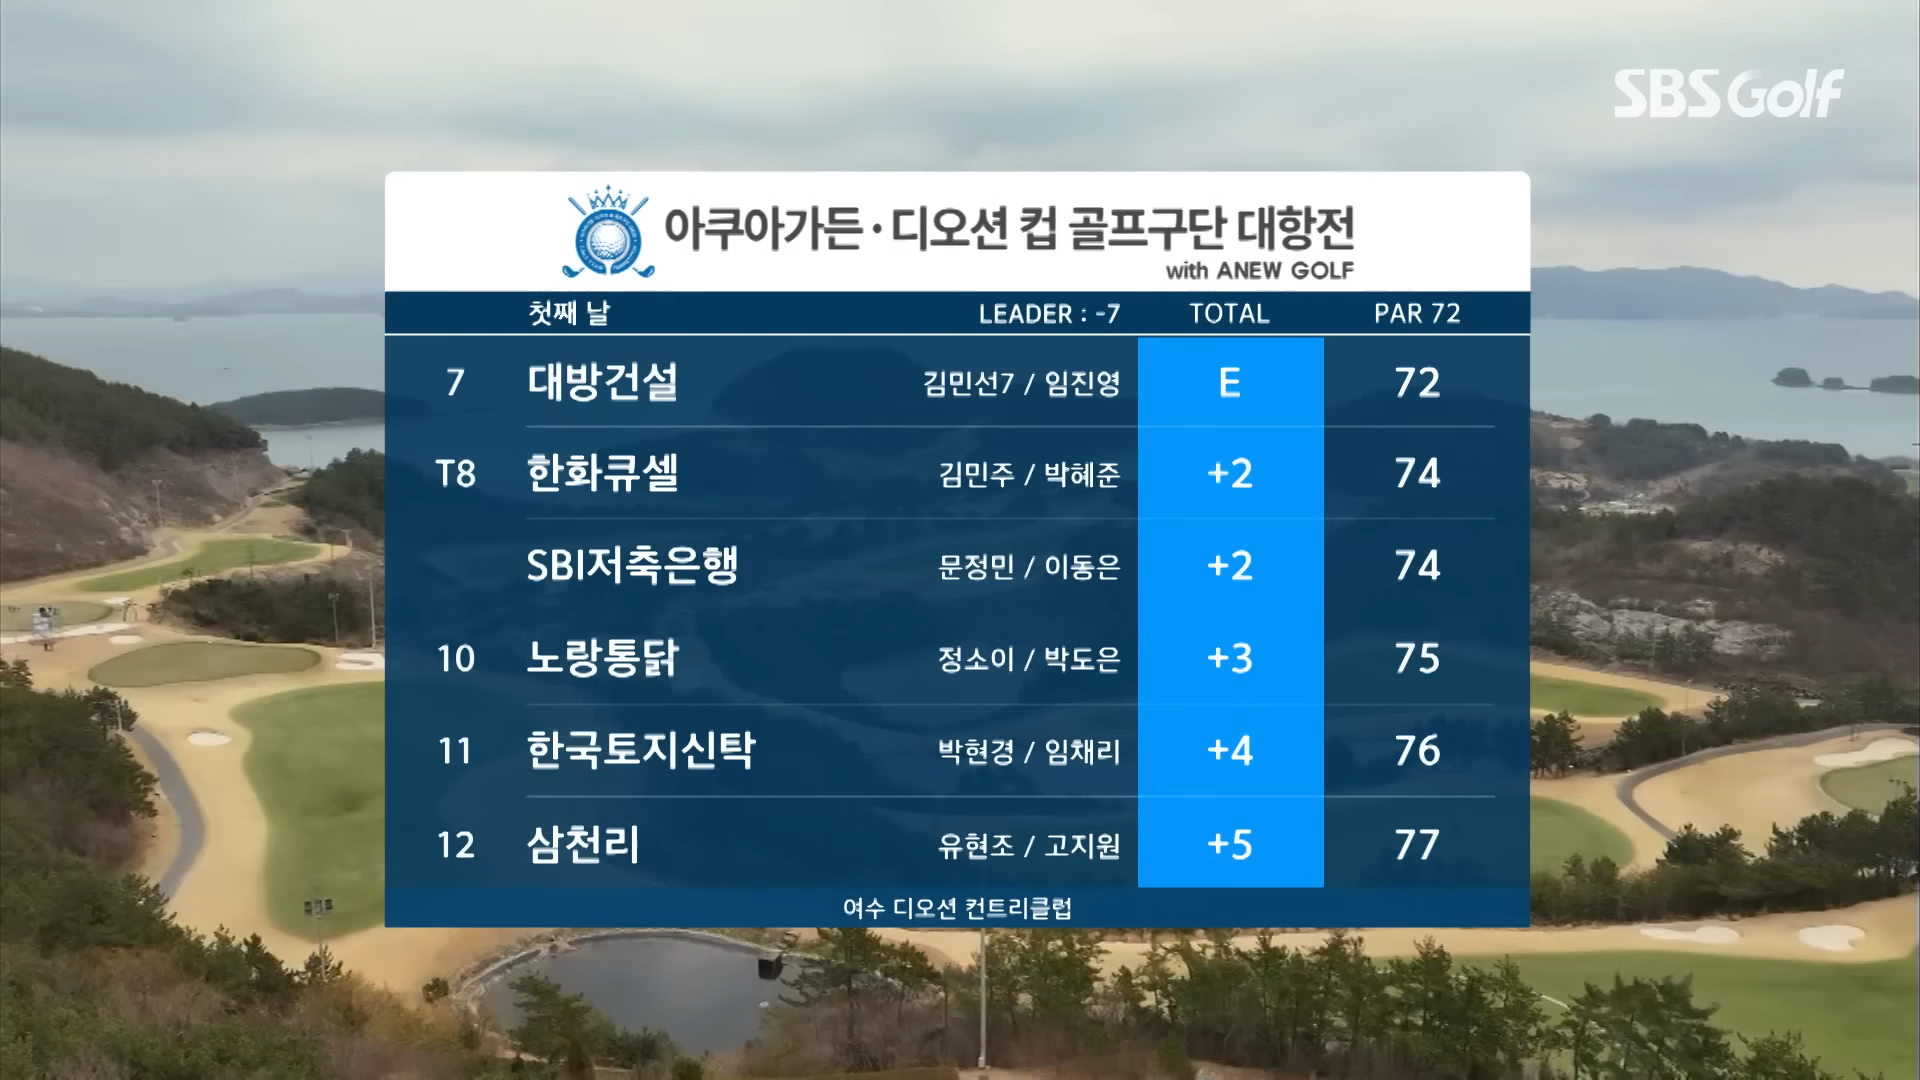 SBS Golf
아쿠아가든·디오션 컵 골프구단 대항전
with ANEW GOLF
첫째 날 LEADER : -7 TOTAL PAR 72
7 대방건설 김민선7 / 임진영 E 72
T8 한화큐셀 김민주 / 박혜준 +2 74
SBI저축은행 문정민 / 이동은 +2 74
10 노랑통닭 정소이 / 박도은 +3 75
11 한국토지신탁 박현경 / 임채리 +4 76
12 삼천리 유현조 / 고지원 +5 77
여수 디오션 컨트리클럽